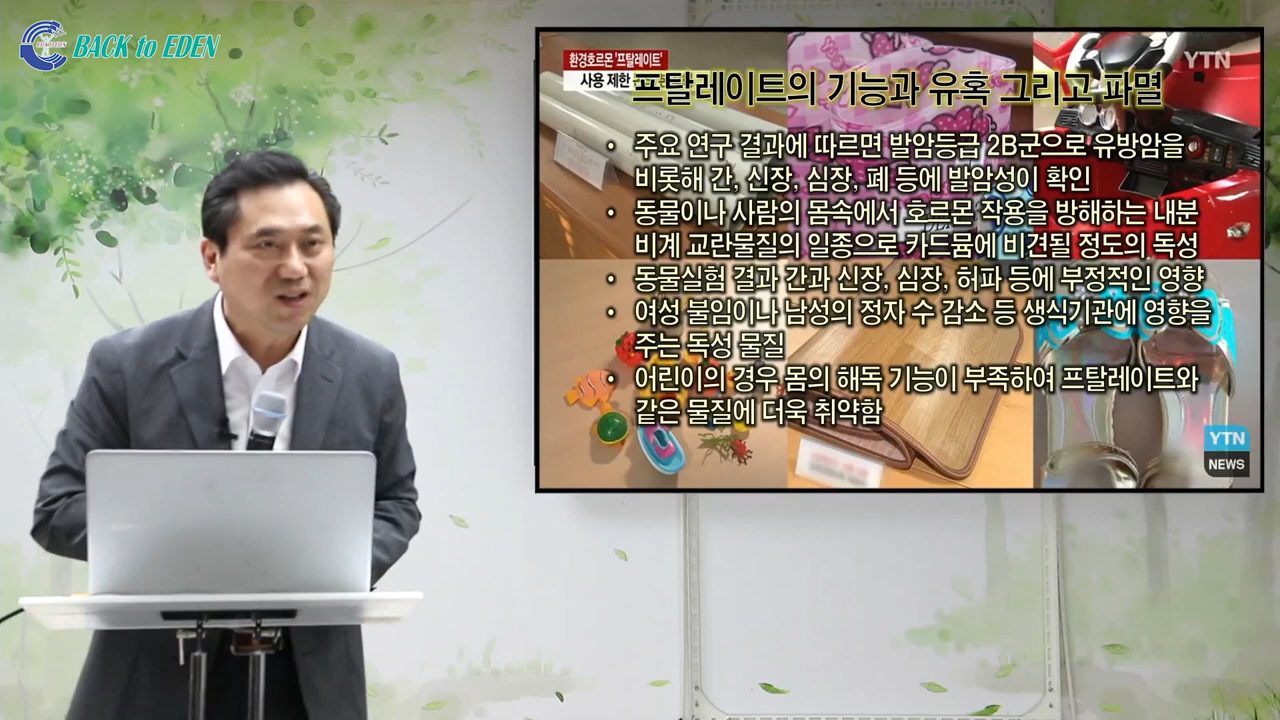 BACK to EDEN
YTN
환경호르몬 '프탈레이트'
사용 제한
프탈레이트의 기능과 유혹 그리고 파멸
• 주요 연구 결과에 따르면 발암등급 2B군으로 유방암을
비롯해 간, 신장, 심장, 폐 등에 발암성이 확인
• 동물이나 사람의 몸속에서 호르몬 작용을 방해하는 내분
비계 교란물질의 일종으로 카드뮴에 비견될 정도의 독성
• 동물실험 결과 간과 신장, 심장, 허파 등에 부정적인 영향
• 여성 불임이나 남성의 정자 수 감소 등 생식기관에 영향을
주는 독성 물질
• 어린이의 경우 몸의 해독 기능이 부족하여 프탈레이트와
같은 물질에 더욱 취약함
YTN
NEWS